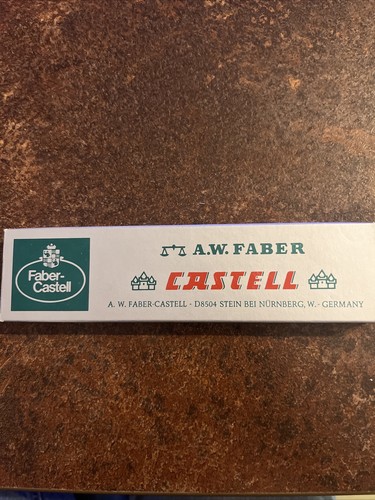 Faber-
Castell
A.W. FABER
CASTELL
A. W. FABER-CASTELL - D8504 STEIN BEI NÜRNBERG, W.- GERMANY